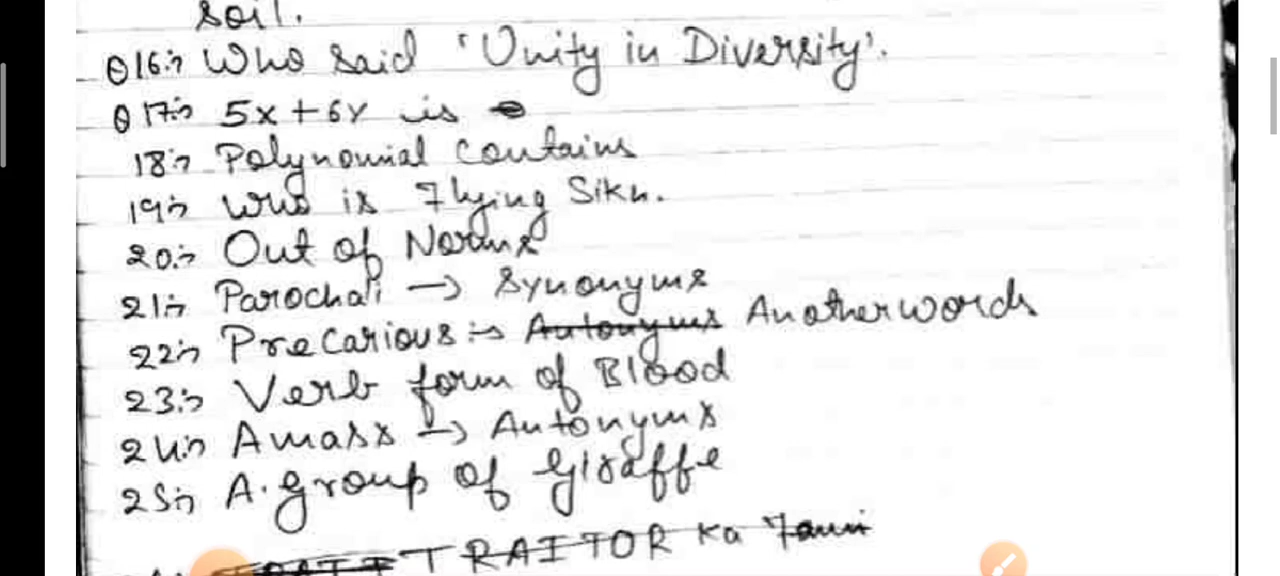 soil.
Q16:- Who said 'Unity in Diversity'.
Q17:- 5x+6y is
18:- Polynomial contains
19:- Who is Flying Sikh.
20:- Out of Norms
21:- Parochali → Synonyms
22:- Precarious :- Antonyms Another words
23:- Verb form of Blood
24:- Amass → Antonyms
25:- A. group of Giraffe
TRAITOR Ka